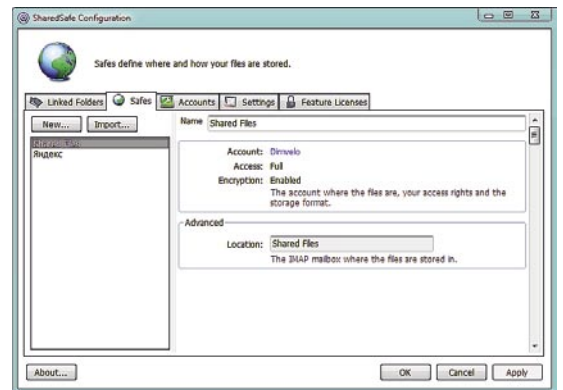 SharedSafe Configuration
Safes define where and how your files are stored.
Linked Folders Safes Accounts Settings Feature Licenses
New... Import... Name Shared Files
Яндекс
Account: Dimvelo
Access: Full
Encryption: Enabled
The account where the files are, your access rights and the
storage format.
Advanced
Location: Shared Files
The IMAP mailbox where the files are stored in.
About... OK Cancel Apply